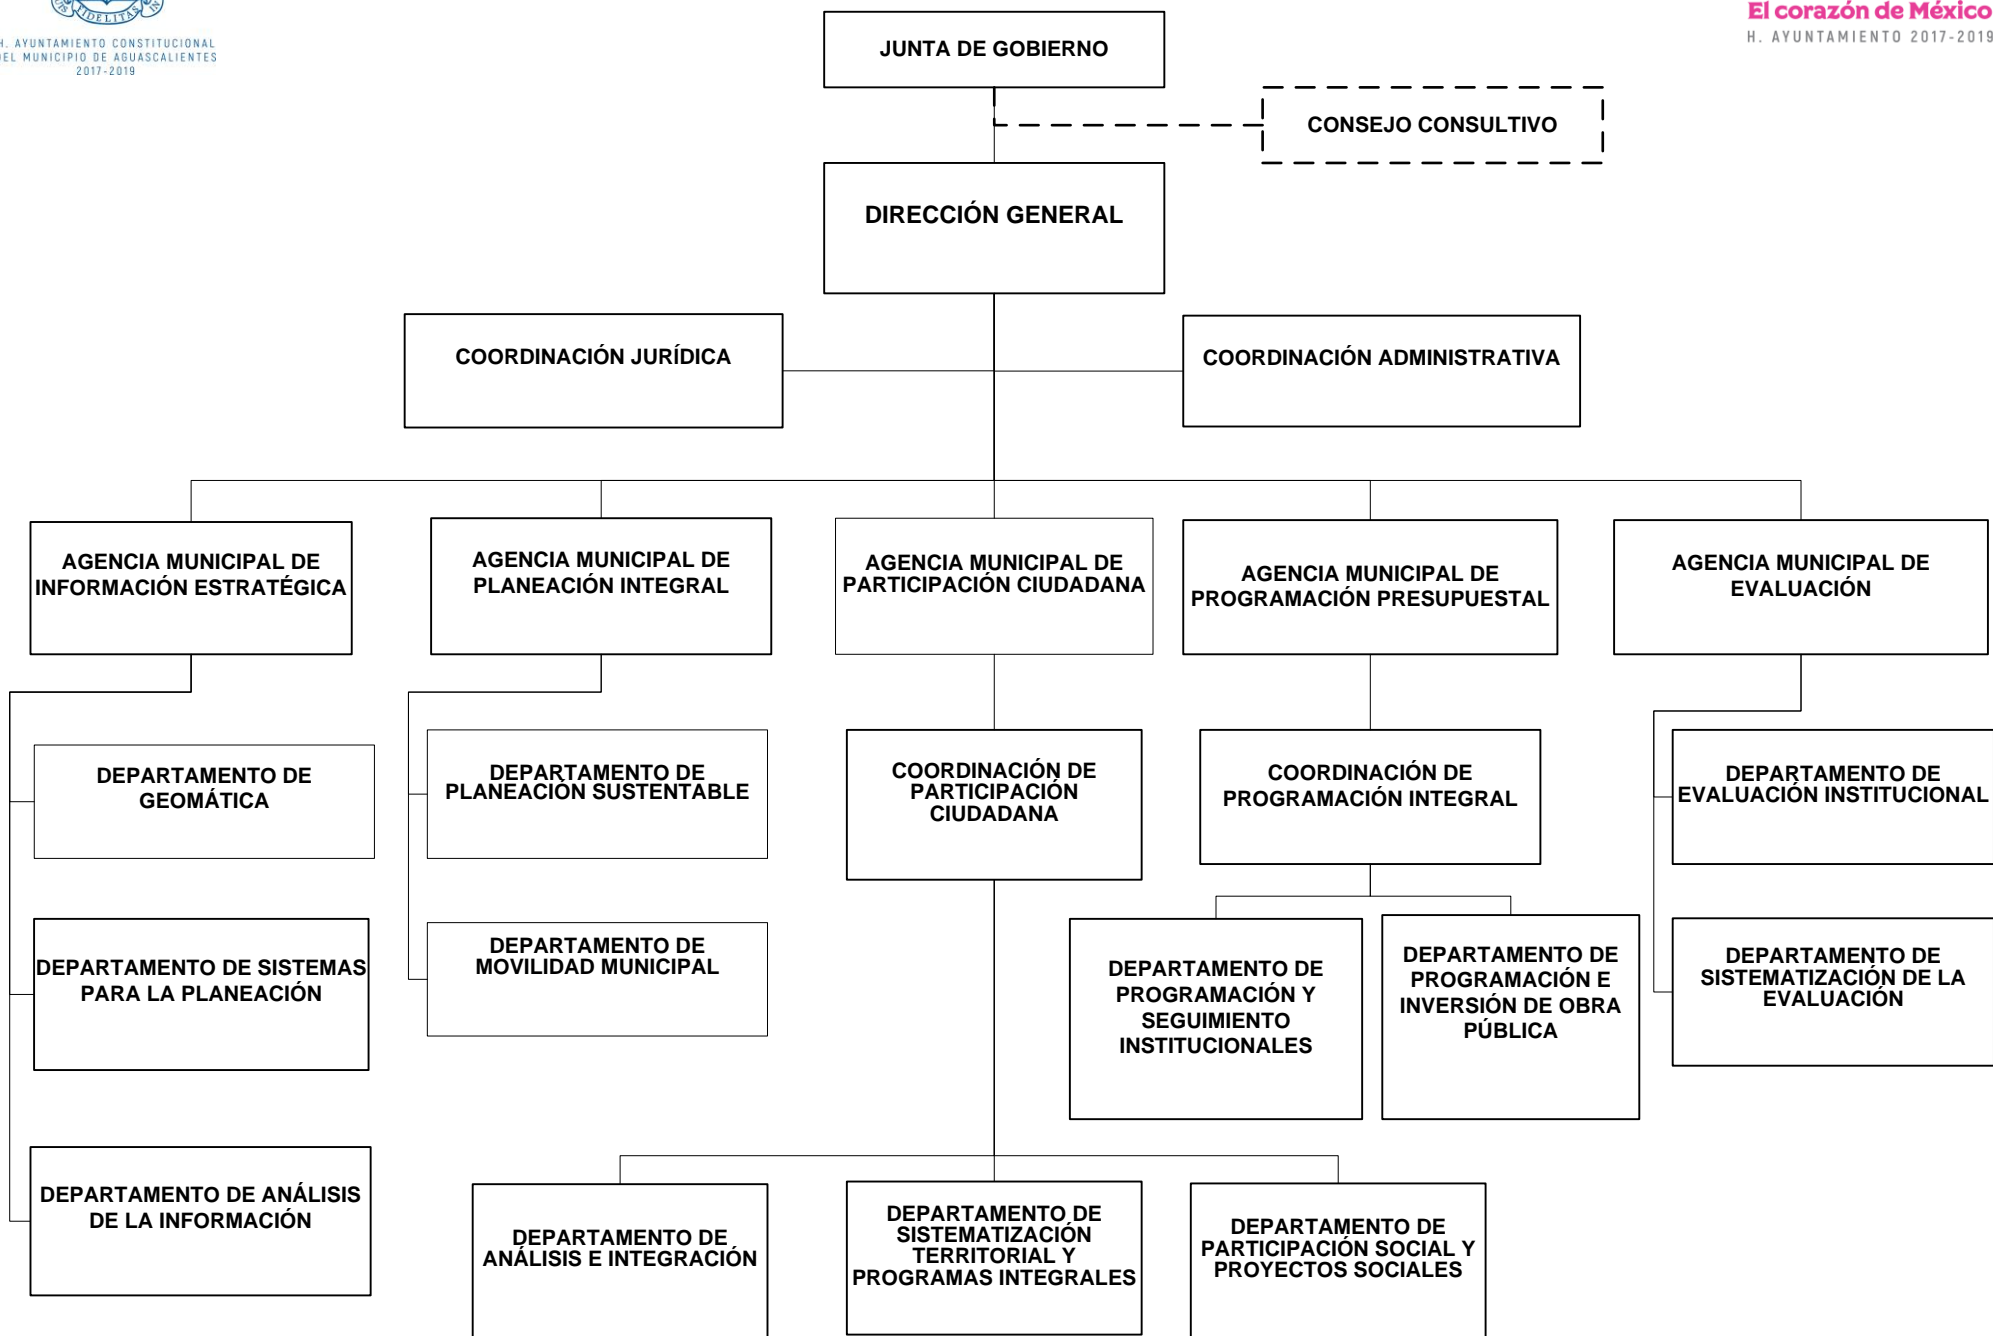 FIDELITAS
H. AYUNTAMIENTO CONSTITUCIONAL
DEL MUNICIPIO DE AGUASCALIENTES
2017-2019
El corazón de México
H. AYUNTAMIENTO 2017-2019
JUNTA DE GOBIERNO
CONSEJO CONSULTIVO
DIRECCIÓN GENERAL
COORDINACIÓN JURÍDICA
COORDINACIÓN ADMINISTRATIVA
AGENCIA MUNICIPAL DE
INFORMACIÓN ESTRATÉGICA
AGENCIA MUNICIPAL DE
PLANEACIÓN INTEGRAL
AGENCIA MUNICIPAL DE
PARTICIPACIÓN CIUDADANA
AGENCIA MUNICIPAL DE
PROGRAMACIÓN PRESUPUESTAL
AGENCIA MUNICIPAL DE
EVALUACIÓN
DEPARTAMENTO DE
GEOMÁTICA
DEPARTAMENTO DE
PLANEACIÓN SUSTENTABLE
COORDINACIÓN DE
PARTICIPACIÓN
CIUDADANA
COORDINACIÓN DE
PROGRAMACIÓN INTEGRAL
DEPARTAMENTO DE
EVALUACIÓN INSTITUCIONAL
DEPARTAMENTO DE SISTEMAS
PARA LA PLANEACIÓN
DEPARTAMENTO DE
MOVILIDAD MUNICIPAL
DEPARTAMENTO DE
PROGRAMACIÓN Y
SEGUIMIENTO
INSTITUCIONALES
DEPARTAMENTO DE
PROGRAMACIÓN E
INVERSIÓN DE OBRA
PÚBLICA
DEPARTAMENTO DE
SISTEMATIZACIÓN DE LA
EVALUACIÓN
DEPARTAMENTO DE ANÁLISIS
DE LA INFORMACIÓN
DEPARTAMENTO DE
ANÁLISIS E INTEGRACIÓN
DEPARTAMENTO DE
SISTEMATIZACIÓN
TERRITORIAL Y
PROGRAMAS INTEGRALES
DEPARTAMENTO DE
PARTICIPACIÓN SOCIAL Y
PROYECTOS SOCIALES